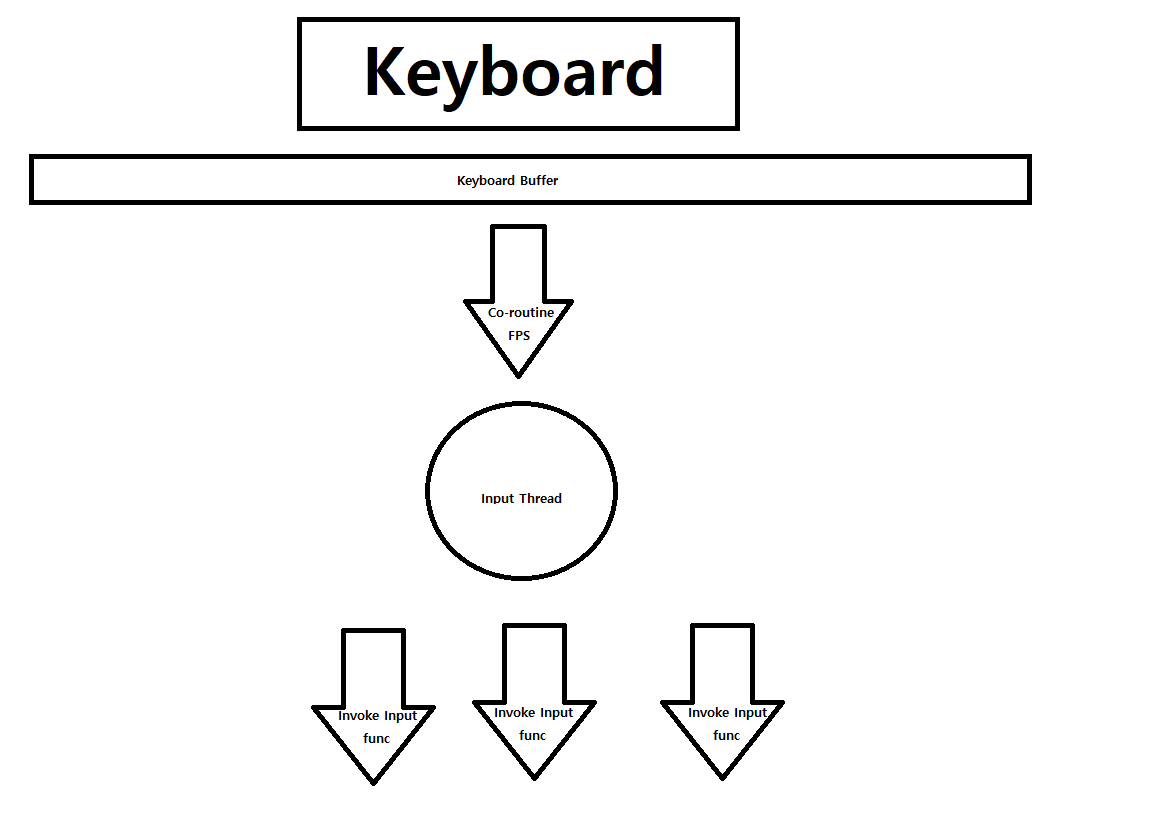 Keyboard
Keyboard Buffer
Co-routine
FPS
Input Thread
Invoke Input
func
Invoke Input
func
Invoke Input
func